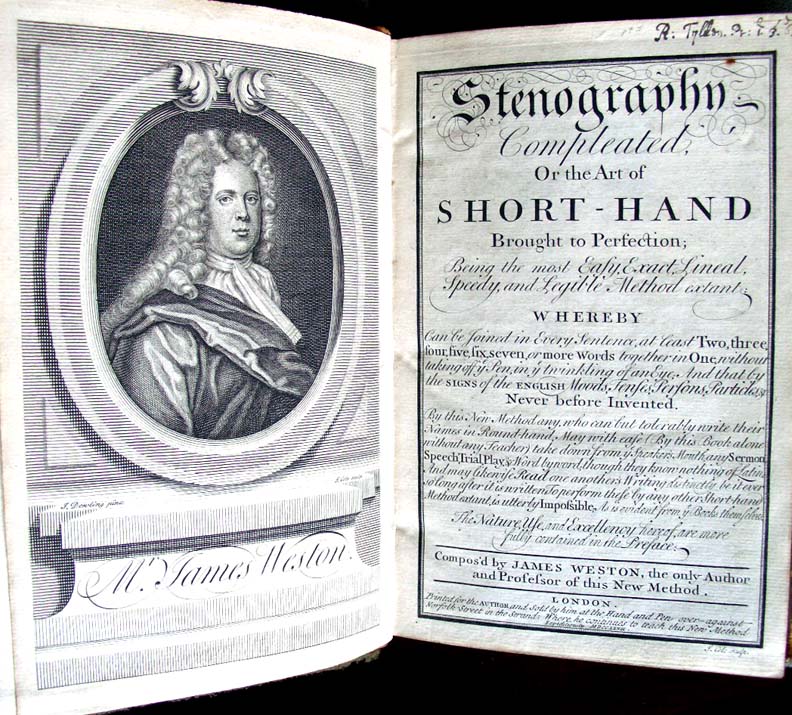 J. Dowling pinx.
J. Cole sculp.
Mr. James Weston.
R: Tyller
Stenography
Compleated,
Or the Art of
SHORT-HAND
Brought to Perfection;
Being the most Easy, Exact, Lineal,
Speedy, and Legible Method extant;
WHEREBY
Can be Joined in Every Sentence, at least Two, three,
four, five, six, seven, or more Words together in One, without
taking off yͤ Pen, in yͤ twinkling of an Eye, And that by
the SIGNS of the ENGLISH Moods, Tenses, Persons, Particles,
Never before Invented.
By this New Method any, who can but tolerably write their
Names in Round-hand, May with ease (By this Book alone
without any Teacher) take down from yͤ Speakers Mouth, any Sermon
Speech, Trial, Play, Word by word, though they know nothing of Latin,
And may likewise Read one anothers Writing distinctly, be it ever
so long after it is written. To perform these by any other Short-hand
Method extant, is utterly Impossible, As is evident from yͤ Books themselves.
The Nature, Use, and Excellency hereof, are more
fully contained in the Preface.
Compos'd by JAMES WESTON, the only Author
and Professor of this New Method.
LONDON.
Printed for the AUTHOR, and Sold by him at the Hand and Pen over-against
Norfolk-Street in the Strand; Where he continues to teach this New Method
J. Cole Sculp.